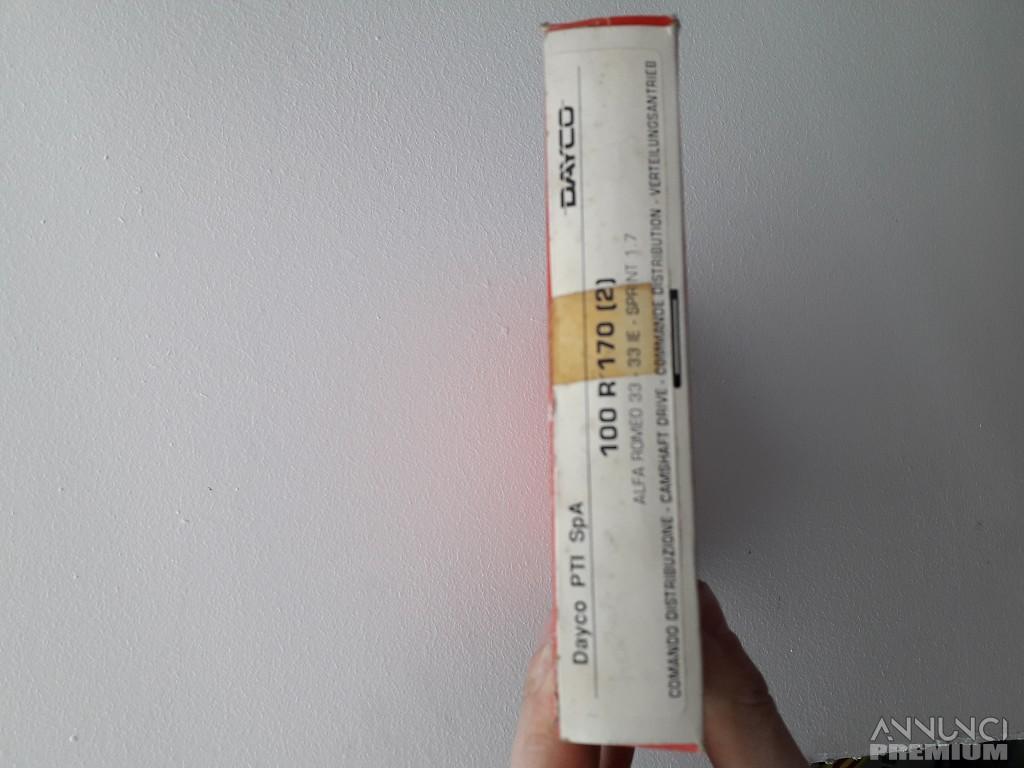 Dayco PTI SpA
DAYCO
100 R 170 (2)
ALFA ROMEO 33 - 33 IE - SPRINT 1.7
COMANDO DISTRIBUZIONE - CAMSHAFT DRIVE - COMMANDE DISTRIBUTION - VERTEILUNGSANTRIEB
ANNUNCI
PREMIUM